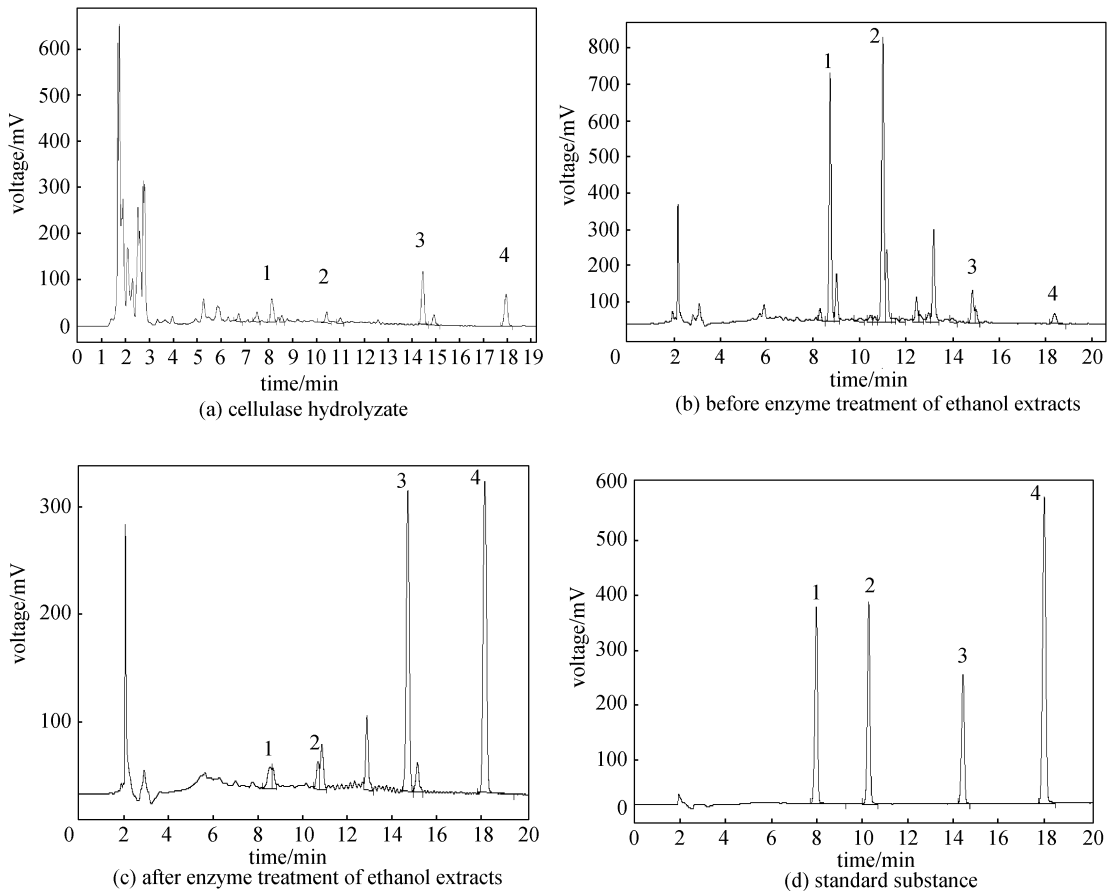 600
500
400
300
200
100
0
voltage/mV
1
2
3
4
0 1 2 3 4 5 6 7 8 9 10 11 12 13 14 15 16 17 18 19
time/min
(a) cellulase hydrolyzate
800
700
600
500
400
300
200
100
voltage/mV
1
2
3
4
0 2 4 6 8 10 12 14 16 18 20
time/min
(b) before enzyme treatment of ethanol extracts
300
200
100
0
voltage/mV
1
2
3
4
2 4 6 8 10 12 14 16 18 20
time/min
(c) after enzyme treatment of ethanol extracts
600
500
400
300
200
100
0
voltage/mV
1
2
3
4
0 2 4 6 8 10 12 14 16 18 20
time/min
(d) standard substance